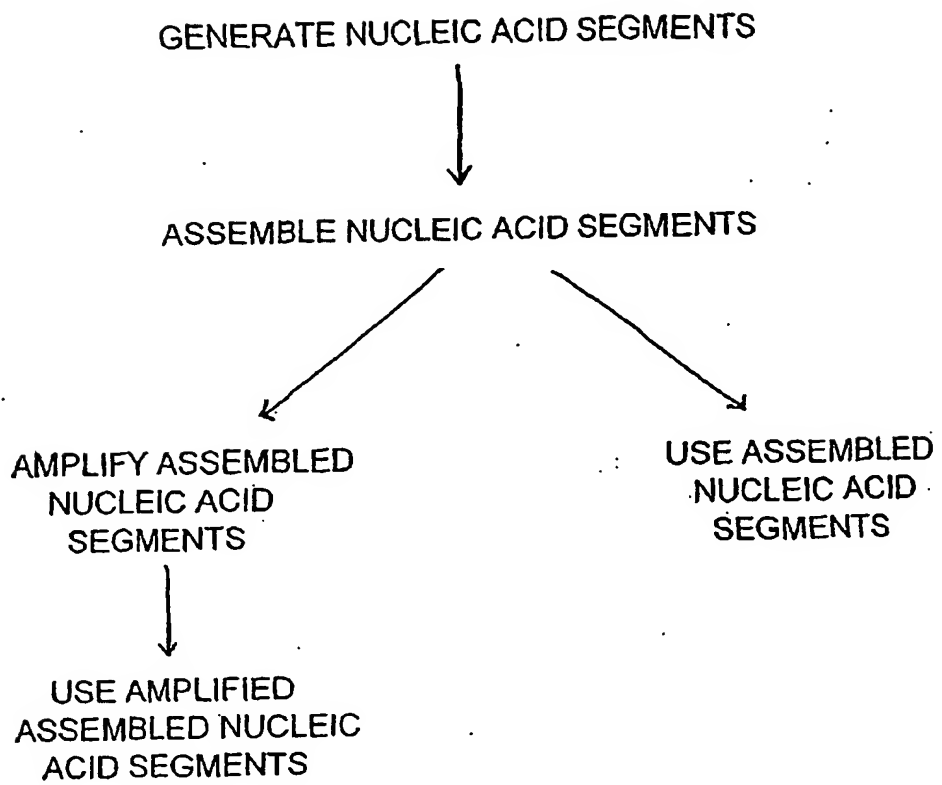 GENERATE NUCLEIC ACID SEGMENTS
ASSEMBLE NUCLEIC ACID SEGMENTS
AMPLIFY ASSEMBLED
NUCLEIC ACID
SEGMENTS
USE ASSEMBLED
NUCLEIC ACID
SEGMENTS
USE AMPLIFIED
ASSEMBLED NUCLEIC
ACID SEGMENTS